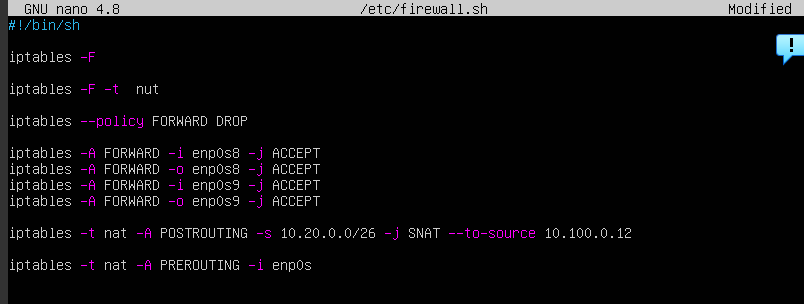 GNU nano 4.8 /etc/firewall.sh Modified
#!/bin/sh
iptables -F
iptables -F -t  nut
iptables --policy FORWARD DROP
iptables -A FORWARD -i enp0s8 -j ACCEPT
iptables -A FORWARD -o enp0s8 -j ACCEPT
iptables -A FORWARD -i enp0s9 -j ACCEPT
iptables -A FORWARD -o enp0s9 -j ACCEPT
iptables -t nat -A POSTROUTING -s 10.20.0.0/26 -j SNAT --to-source 10.100.0.12
iptables -t nat -A PREROUTING -i enp0s
!